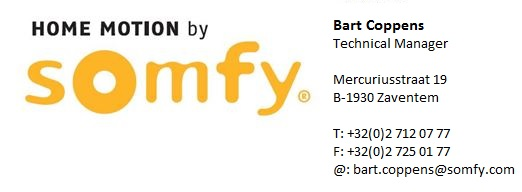 HOME MOTION by
somfy®
Bart Coppens
Technical Manager
Mercuriusstraat 19
B-1930 Zaventem
T: +32(0)2 712 07 77
F: +32(0)2 725 01 77
@: bart.coppens@somfy.com